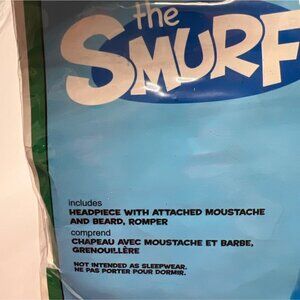 the
SMURF
includes
HEADPIECE WITH ATTACHED MOUSTACHE
AND BEARD, ROMPER
comprend
CHAPEAU AVEC MOUSTACHE ET BARBE,
GRENOUILLÈRE
NOT INTENDED AS SLEEPWEAR.
NE PAS PORTER POUR DORMIR.